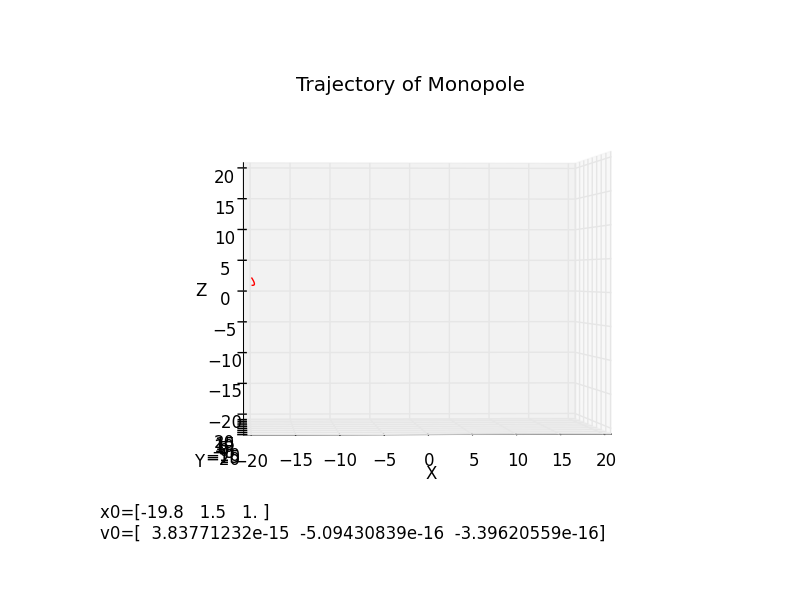 Trajectory of Monopole
20
15
10
5
Z 0
−5
−10
−15
−20
Y −20 −15 −10 −5 0 5 10 15 20
X
x0=[-19.8 1.5 1. ]
v0=[ 3.83771232e-15 -5.09430839e-16 -3.39620559e-16]